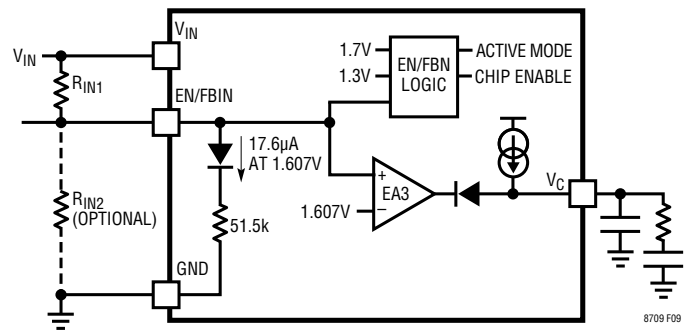 V_IN
V_IN
R_IN1
EN/FBIN
1.7V
1.3V
EN/FBN
LOGIC
ACTIVE MODE
CHIP ENABLE
17.6µA
AT 1.607V
51.5k
+
EA3
–
1.607V
V_C
R_IN2
(OPTIONAL)
GND
8709 F09